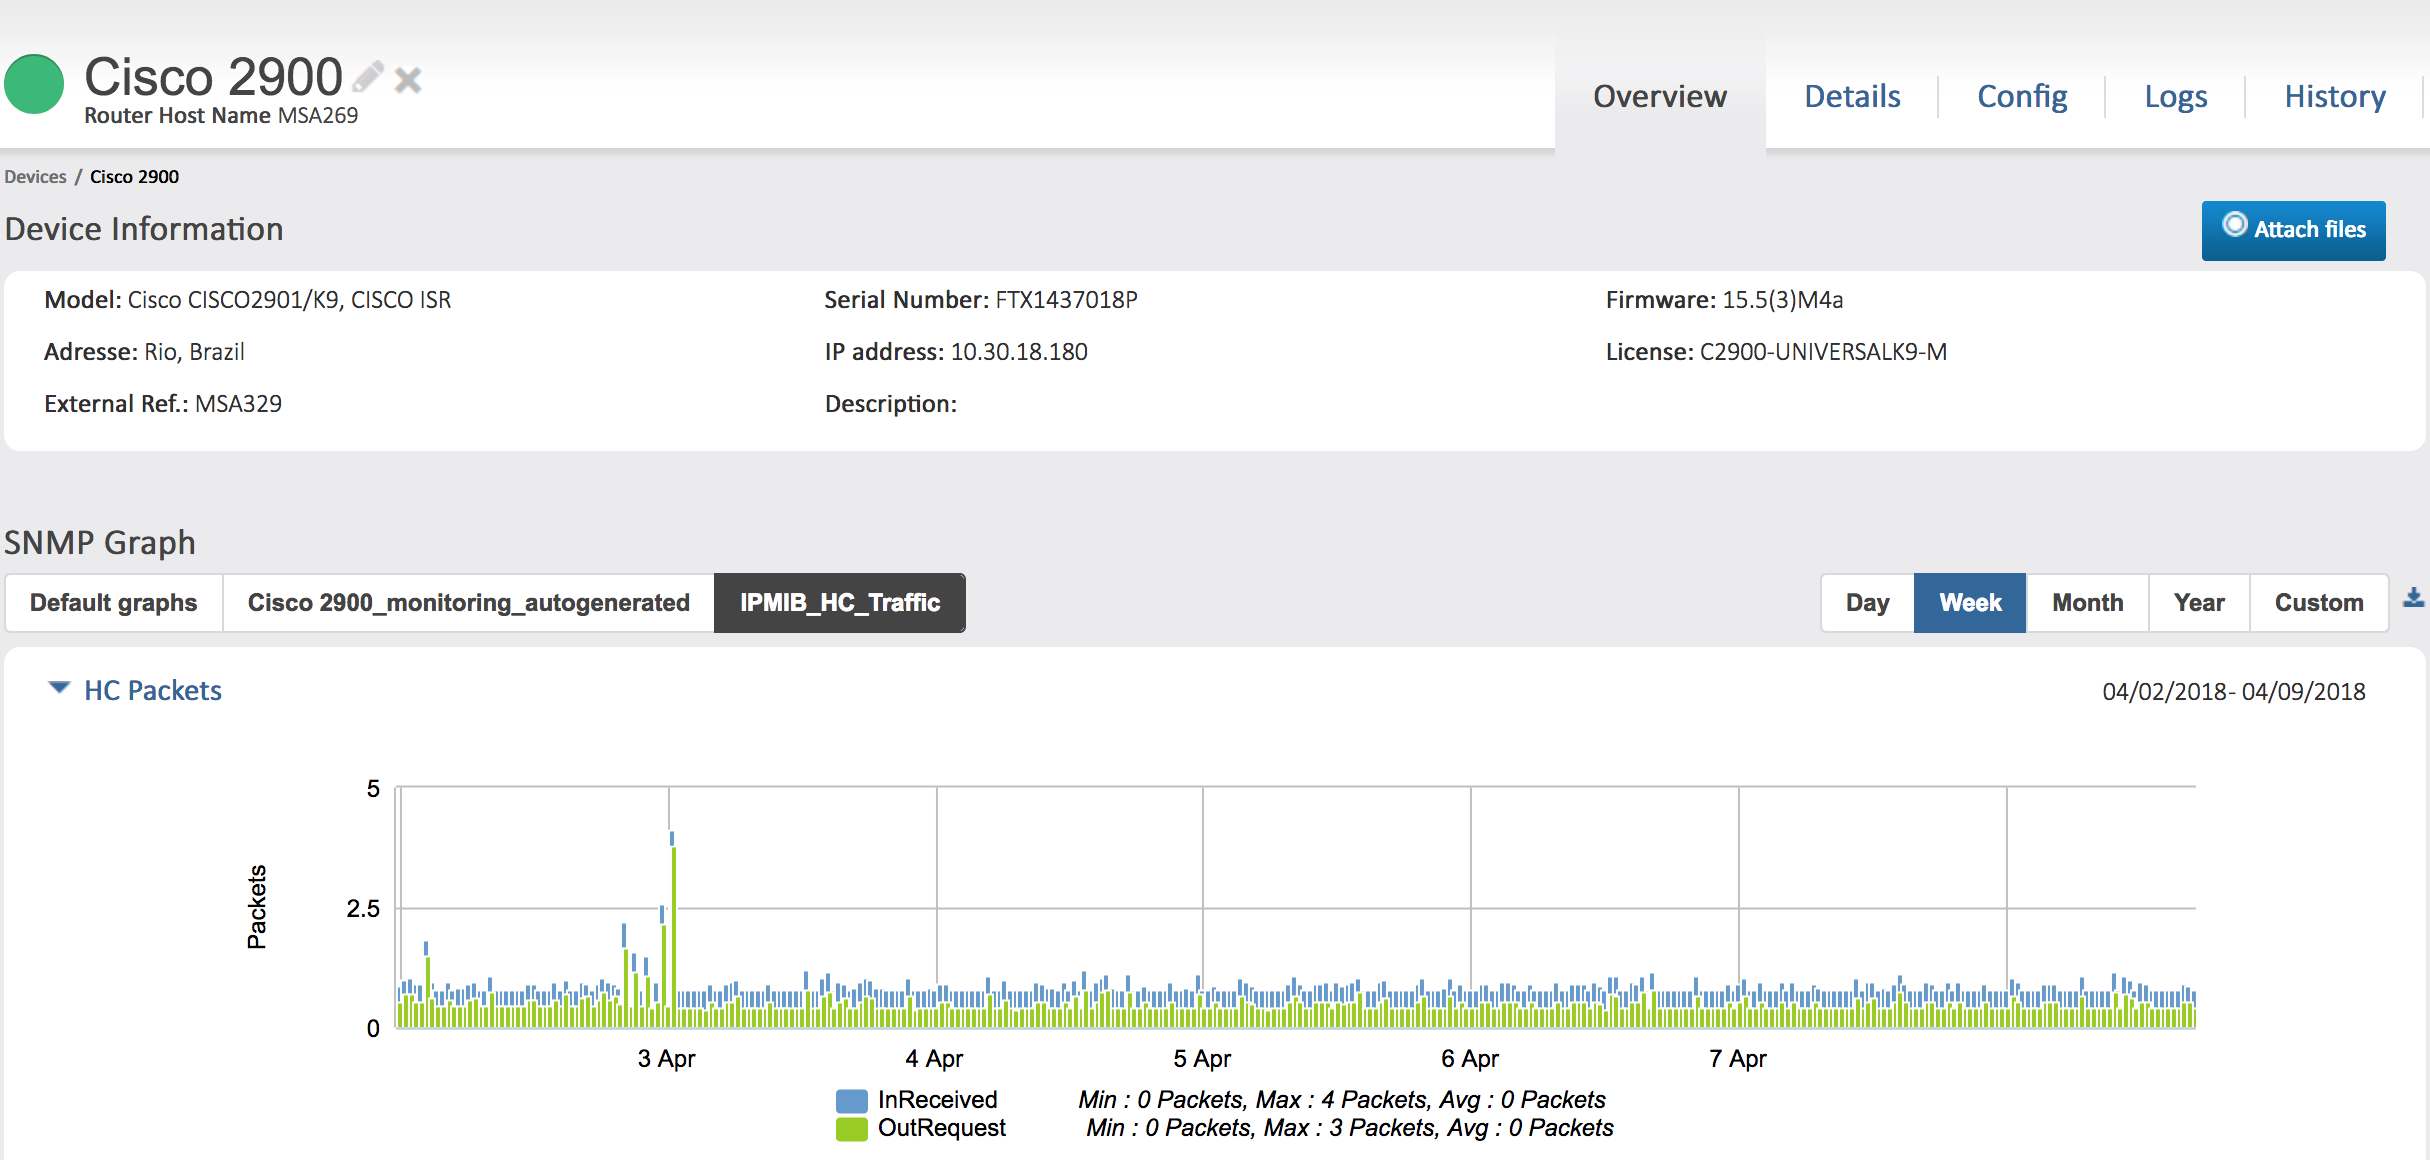 Cisco 2900
Router Host Name MSA269
Overview
Details
Config
Logs
History
Devices / Cisco 2900
Device Information
Attach files
Model: Cisco CISCO2901/K9, CISCO ISR
Serial Number: FTX1437018P
Firmware: 15.5(3)M4a
Adresse: Rio, Brazil
IP address: 10.30.18.180
License: C2900-UNIVERSALK9-M
External Ref.: MSA329
Description:
SNMP Graph
Default graphs
Cisco 2900_monitoring_autogenerated
IPMIB_HC_Traffic
Day
Week
Month
Year
Custom
HC Packets
04/02/2018- 04/09/2018
Packets
5
2.5
0
3 Apr
4 Apr
5 Apr
6 Apr
7 Apr
InReceived Min : 0 Packets, Max : 4 Packets, Avg : 0 Packets
OutRequest Min : 0 Packets, Max : 3 Packets, Avg : 0 Packets